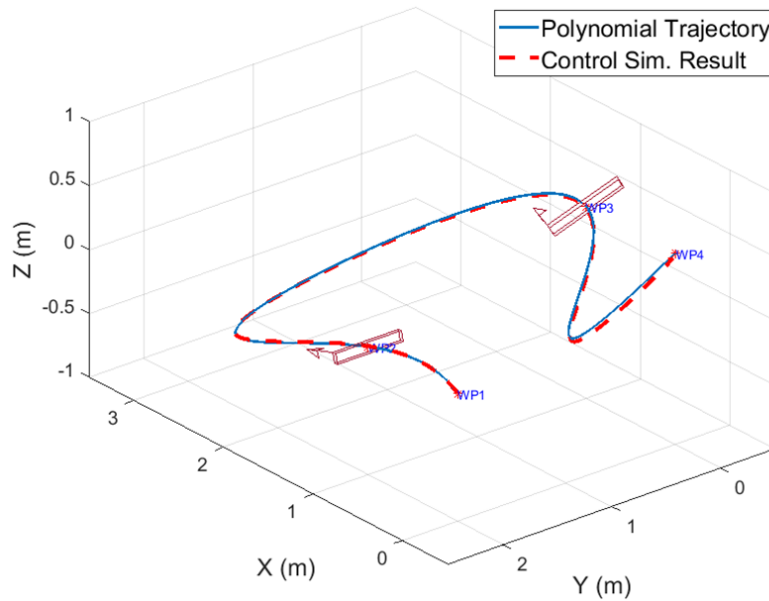 Polynomial Trajectory
Control Sim. Result
1
0.5
0
-0.5
-1
Z (m)
WP3
WP4
WP2
WP1
3
2
1
0
X (m)
2
1
0
Y (m)